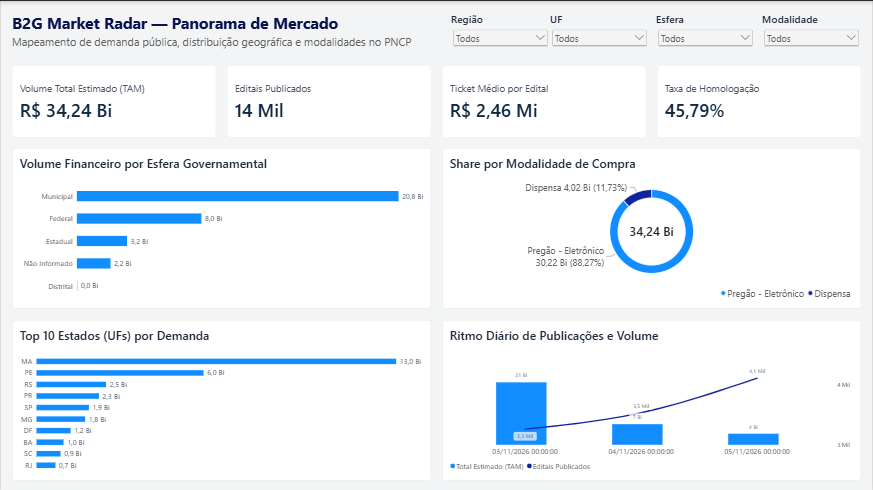 B2G Market Radar — Panorama de Mercado
Mapeamento de demanda pública, distribuição geográfica e modalidades no PNCP
Região
Todos
UF
Todos
Esfera
Todos
Modalidade
Todos
Volume Total Estimado (TAM)
R$ 34,24 Bi
Editais Publicados
14 Mil
Ticket Médio por Edital
R$ 2,46 Mi
Taxa de Homologação
45,79%
Volume Financeiro por Esfera Governamental
Municipal 20,8 Bi
Federal 8,0 Bi
Estadual 3,2 Bi
Não Informado 2,2 Bi
Distrital 0,0 Bi
Share por Modalidade de Compra
Dispensa 4,02 Bi (11,73%)
34,24 Bi
Pregão - Eletrônico
30,22 Bi (88,27%)
Pregão - Eletrônico Dispensa
Top 10 Estados (UFs) por Demanda
MA 13,0 Bi
PE 6,0 Bi
RS 2,5 Bi
PR 2,3 Bi
SP 1,9 Bi
MG 1,8 Bi
DF 1,2 Bi
BA 1,0 Bi
SC 0,9 Bi
RJ 0,7 Bi
Ritmo Diário de Publicações e Volume
21 Bi
3,5 Mil
7 Bi
4 Bi
4 Mil
03/11/2026 00:00:00
04/11/2026 00:00:00
05/11/2026 00:00:00
Total Estimado (TAM) Editais Publicados